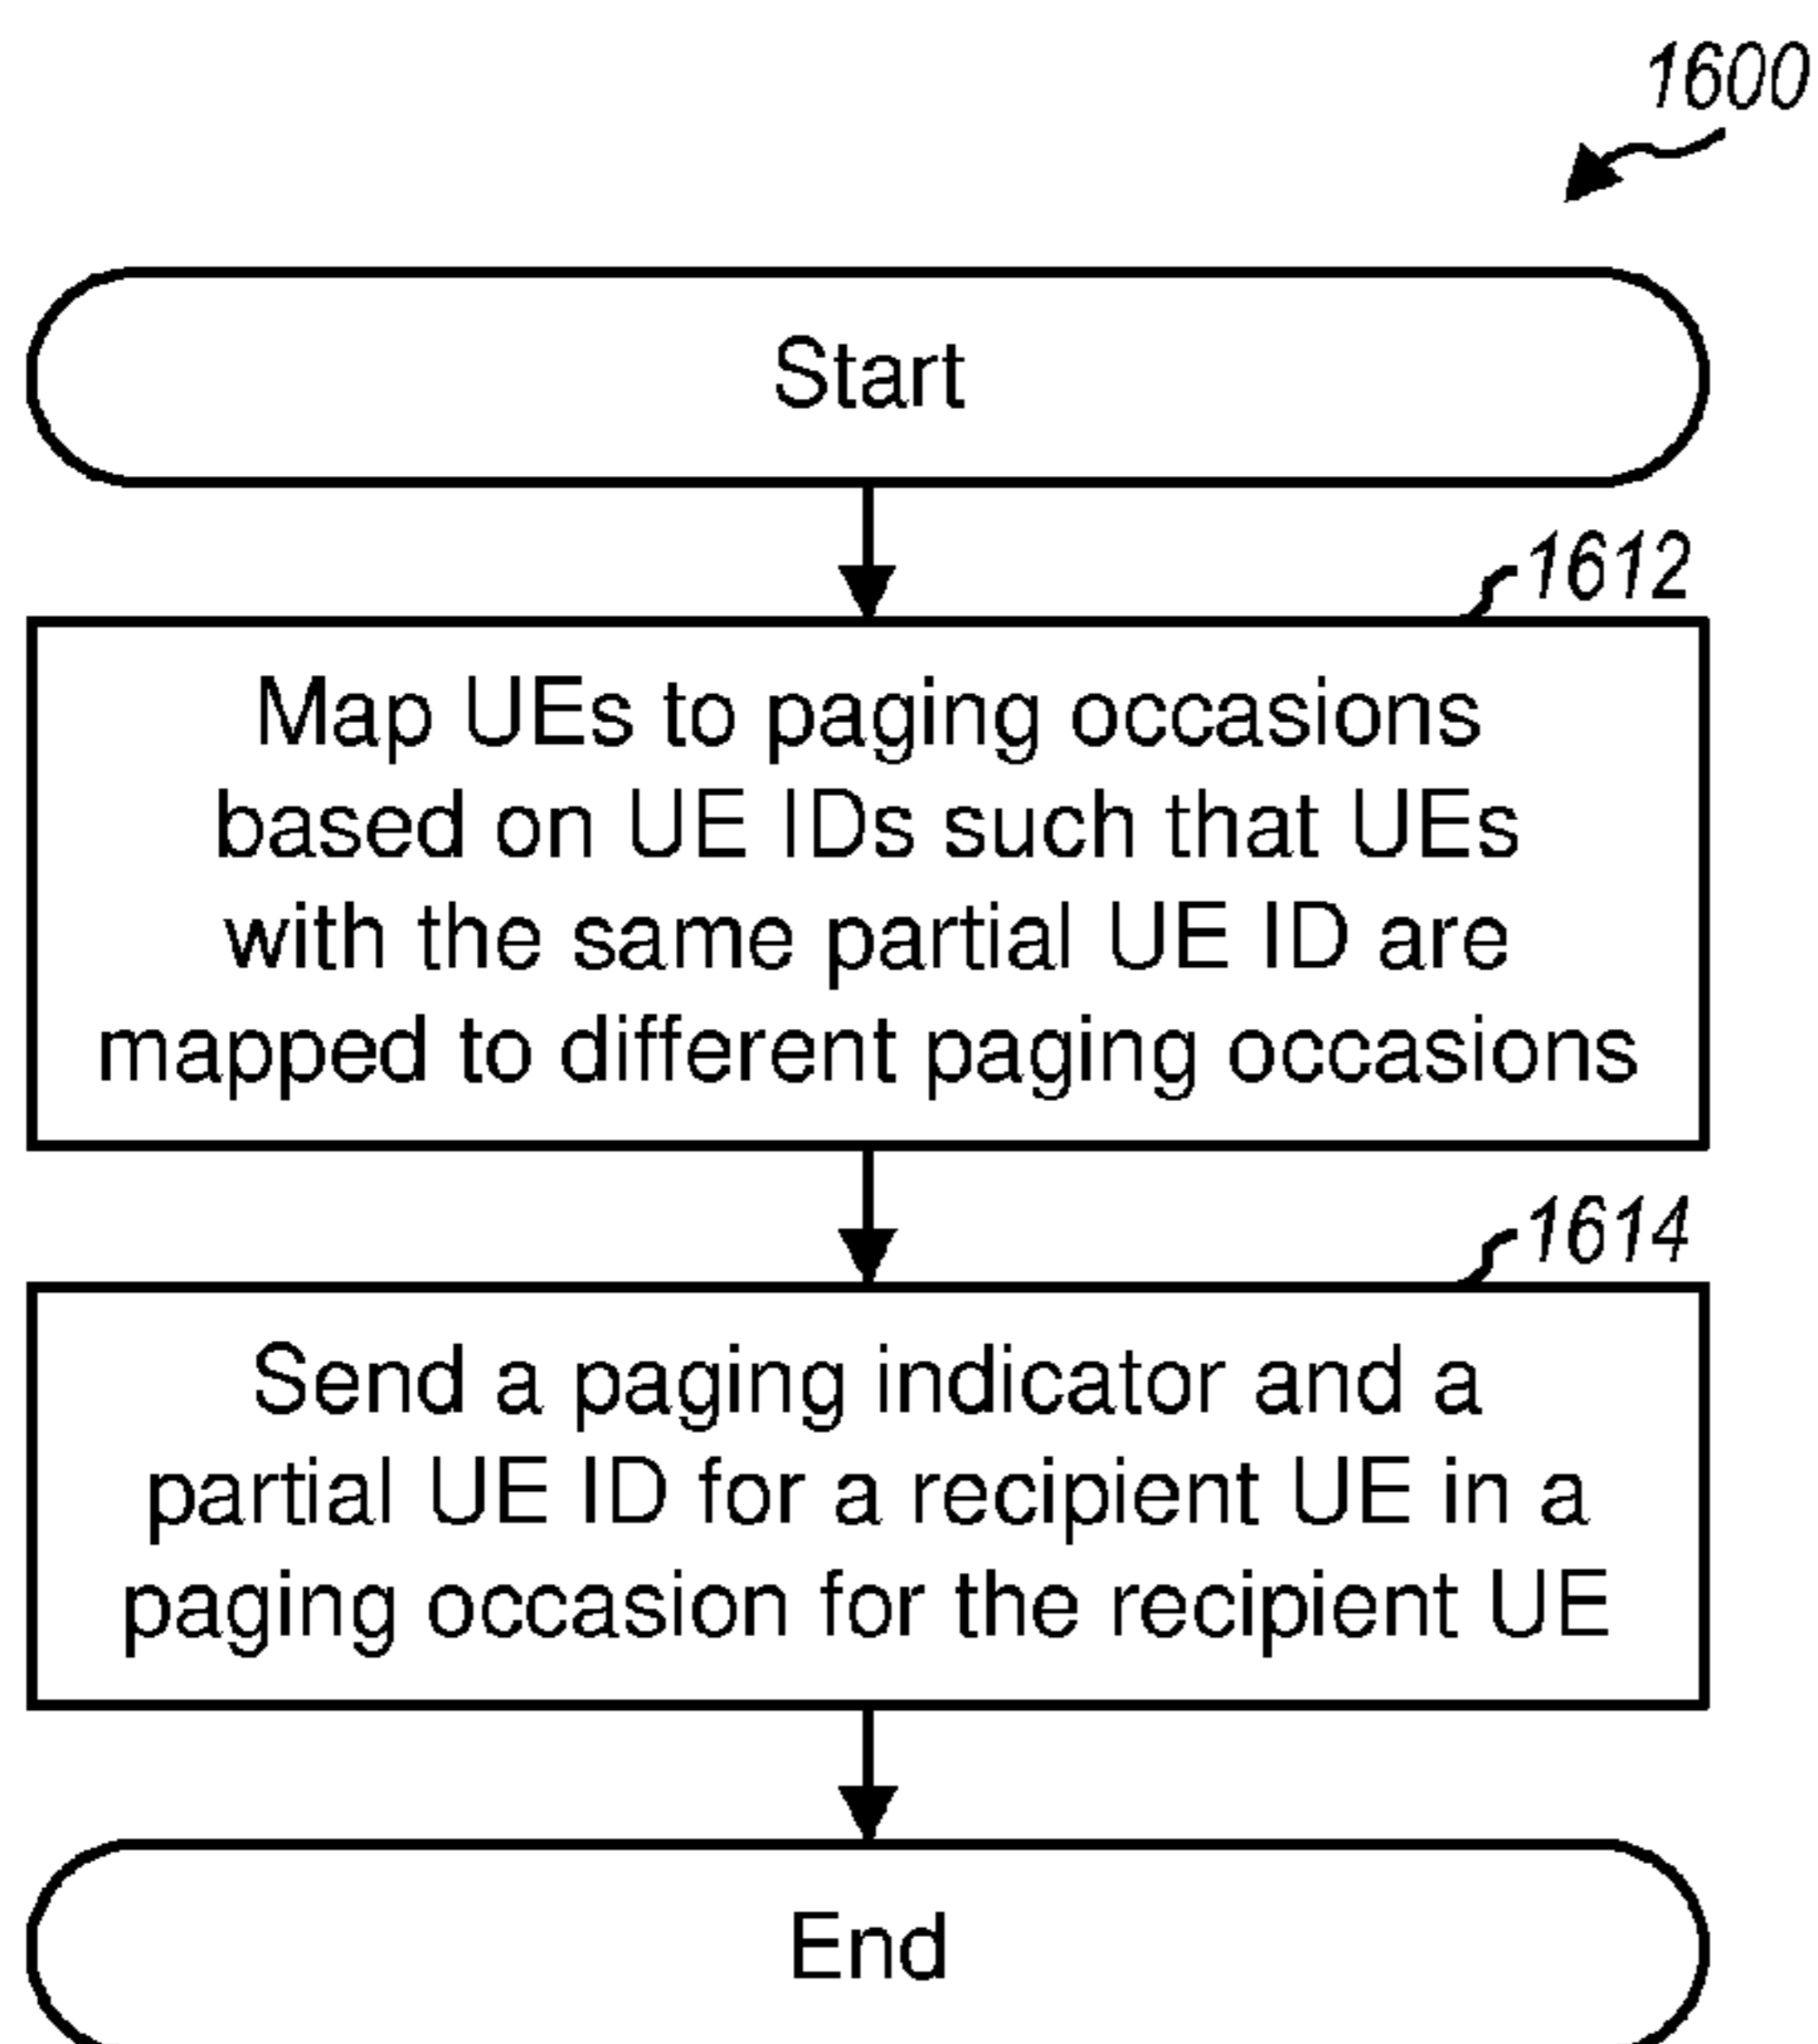 1600
Start
1612
Map UEs to paging occasions
based on UE IDs such that UEs
with the same partial UE ID are
mapped to different paging occasions
1614
Send a paging indicator and a
partial UE ID for a recipient UE in a
paging occasion for the recipient UE
End